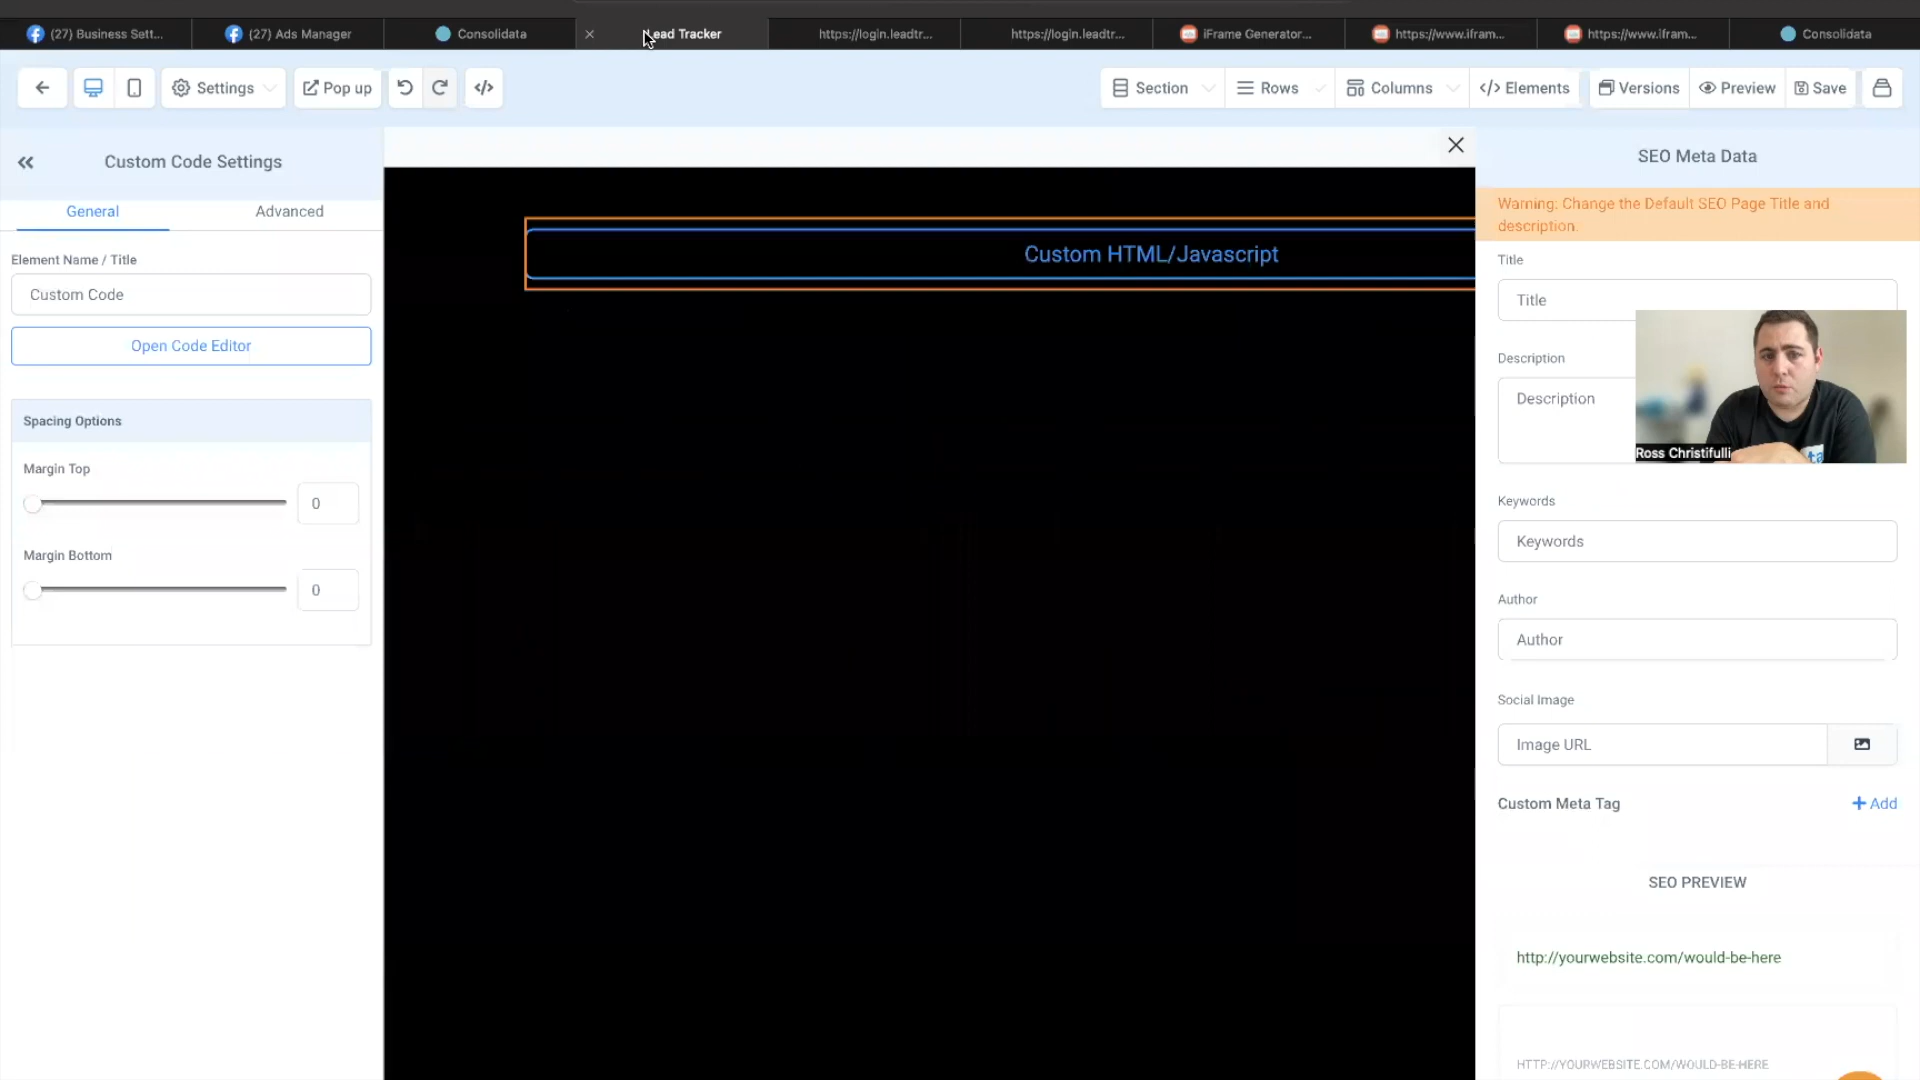 (27) Business Sett...
(27) Ads Manager
Consolidata
Lead Tracker
https://login.leadtr...
https://login.leadtr...
iFrame Generator...
https://www.ifram...
https://www.ifram...
Consolidata
Settings
Pop up
Section
Rows
Columns
</> Elements
Versions
Preview
Save
Custom Code Settings
General
Advanced
Element Name / Title
Custom Code
Open Code Editor
Spacing Options
Margin Top
0
Margin Bottom
0
Custom HTML/Javascript
SEO Meta Data
Warning: Change the Default SEO Page Title and
description.
Title
Title
Description
Description
Ross Christifulli
Keywords
Keywords
Author
Author
Social Image
Image URL
Custom Meta Tag
+ Add
SEO PREVIEW
http://yourwebsite.com/would-be-here
HTTP://YOURWEBSITE.COM/WOULD-BE-HERE